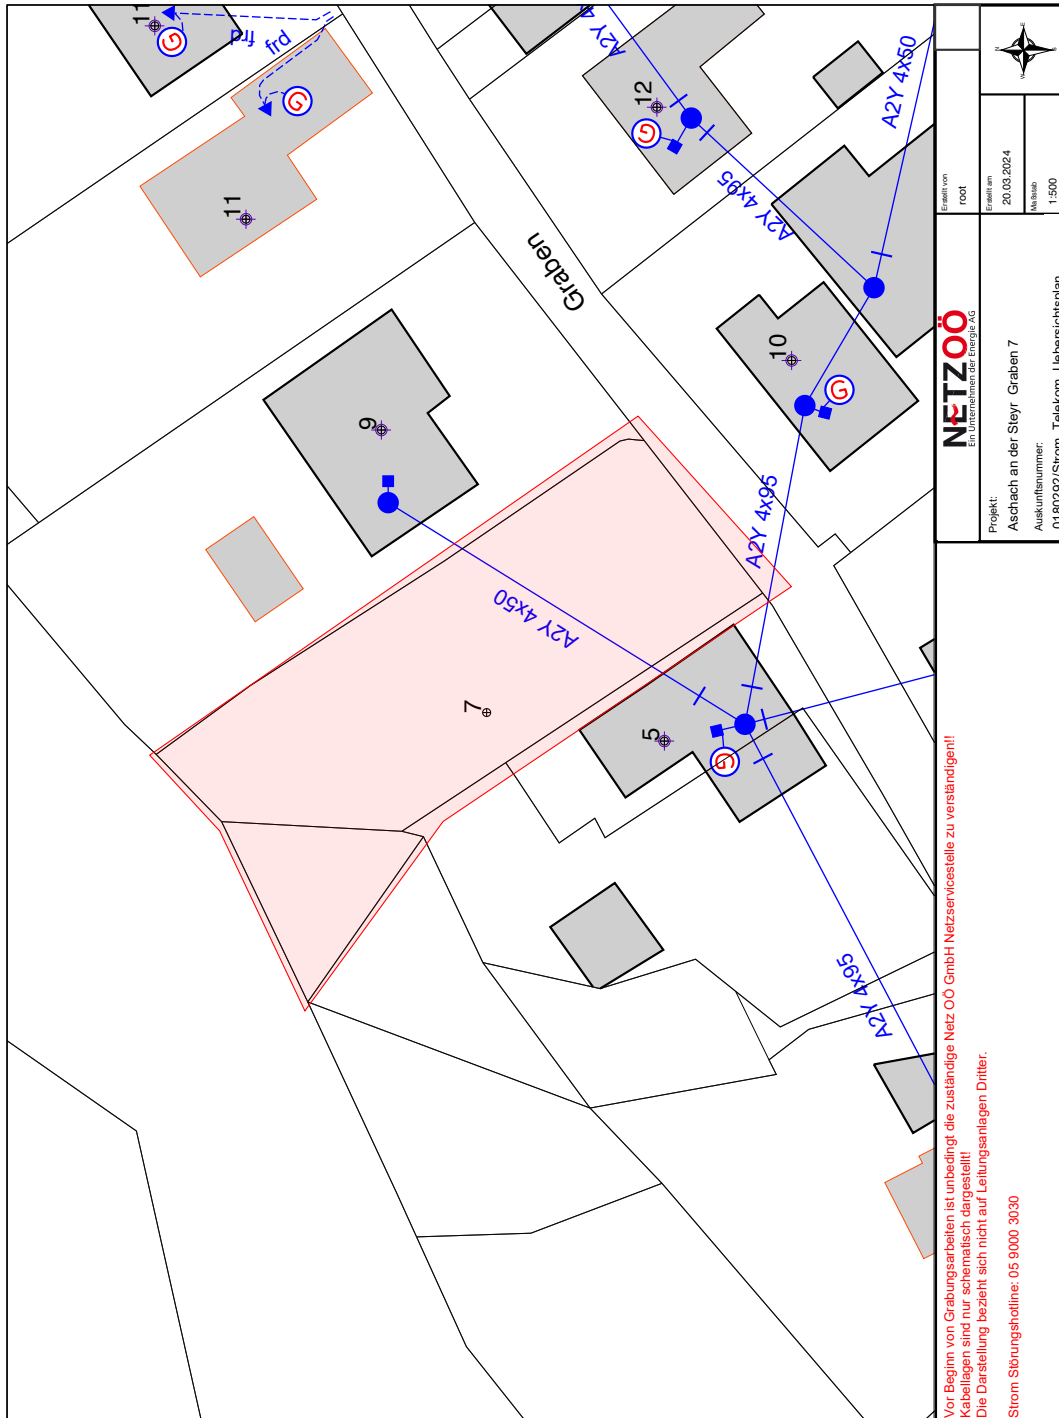 11
frd
frd
11
12
A2Y 4x50
A2Y 4x95
Graben
9
10
A2Y 4x95
A2Y 4x50
7
5
A2Y 4x95
G
G
G
G
G
Vor Beginn von Grabungsarbeiten ist unbedingt die zuständige Netz OÖ GmbH Netzservicestelle zu verständigen!!
Kabellagen sind nur schematisch dargestellt!
Die Darstellung bezieht sich nicht auf Leitungsanlagen Dritter.
Strom Störungshotline: 05 9000 3030
NETZOÖ
Ein Unternehmen der Energie AG
Projekt:
Aschach an der Steyr Graben 7
Auskunftsnummer:
0180292/Strom, Telekom, Uebersichtsplan
Erstellt von
root
Erstellt am
20.03.2024
Maßstab
1:500